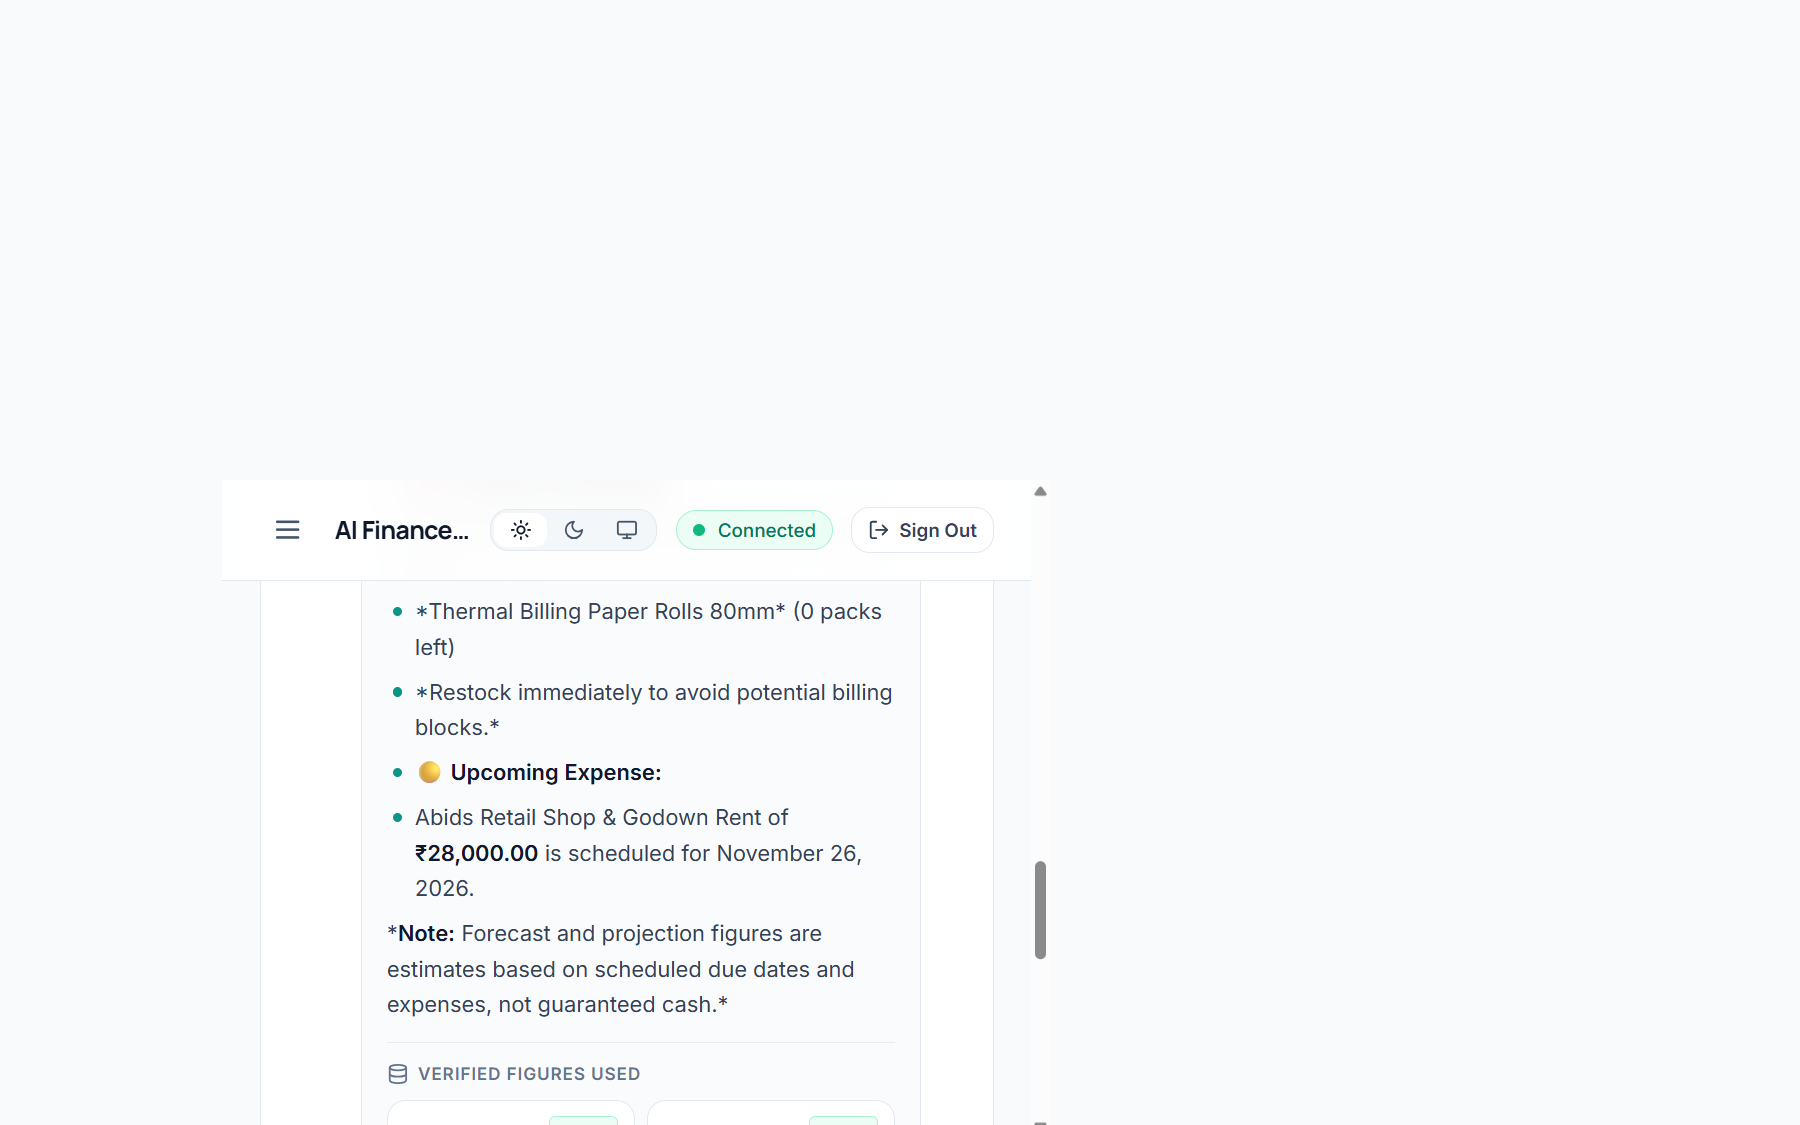 AI Finance...
Connected
Sign Out
*Thermal Billing Paper Rolls 80mm* (0 packs
left)
*Restock immediately to avoid potential billing
blocks.*
Upcoming Expense:
Abids Retail Shop & Godown Rent of
₹28,000.00 is scheduled for November 26,
2026.
*Note: Forecast and projection figures are
estimates based on scheduled due dates and
expenses, not guaranteed cash.*
VERIFIED FIGURES USED